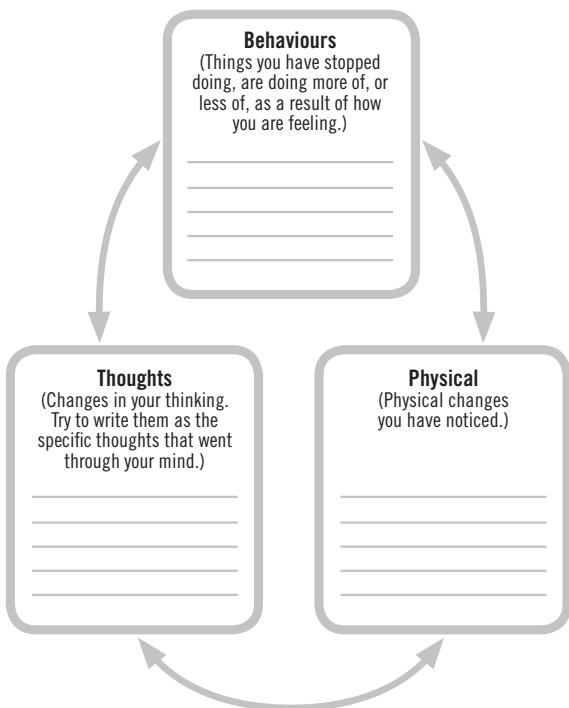 Behaviours
(Things you have stopped
doing, are doing more of, or
less of, as a result of how
you are feeling.)
Thoughts
(Changes in your thinking.
Try to write them as the
specific thoughts that went
through your mind.)
Physical
(Physical changes
you have noticed.)